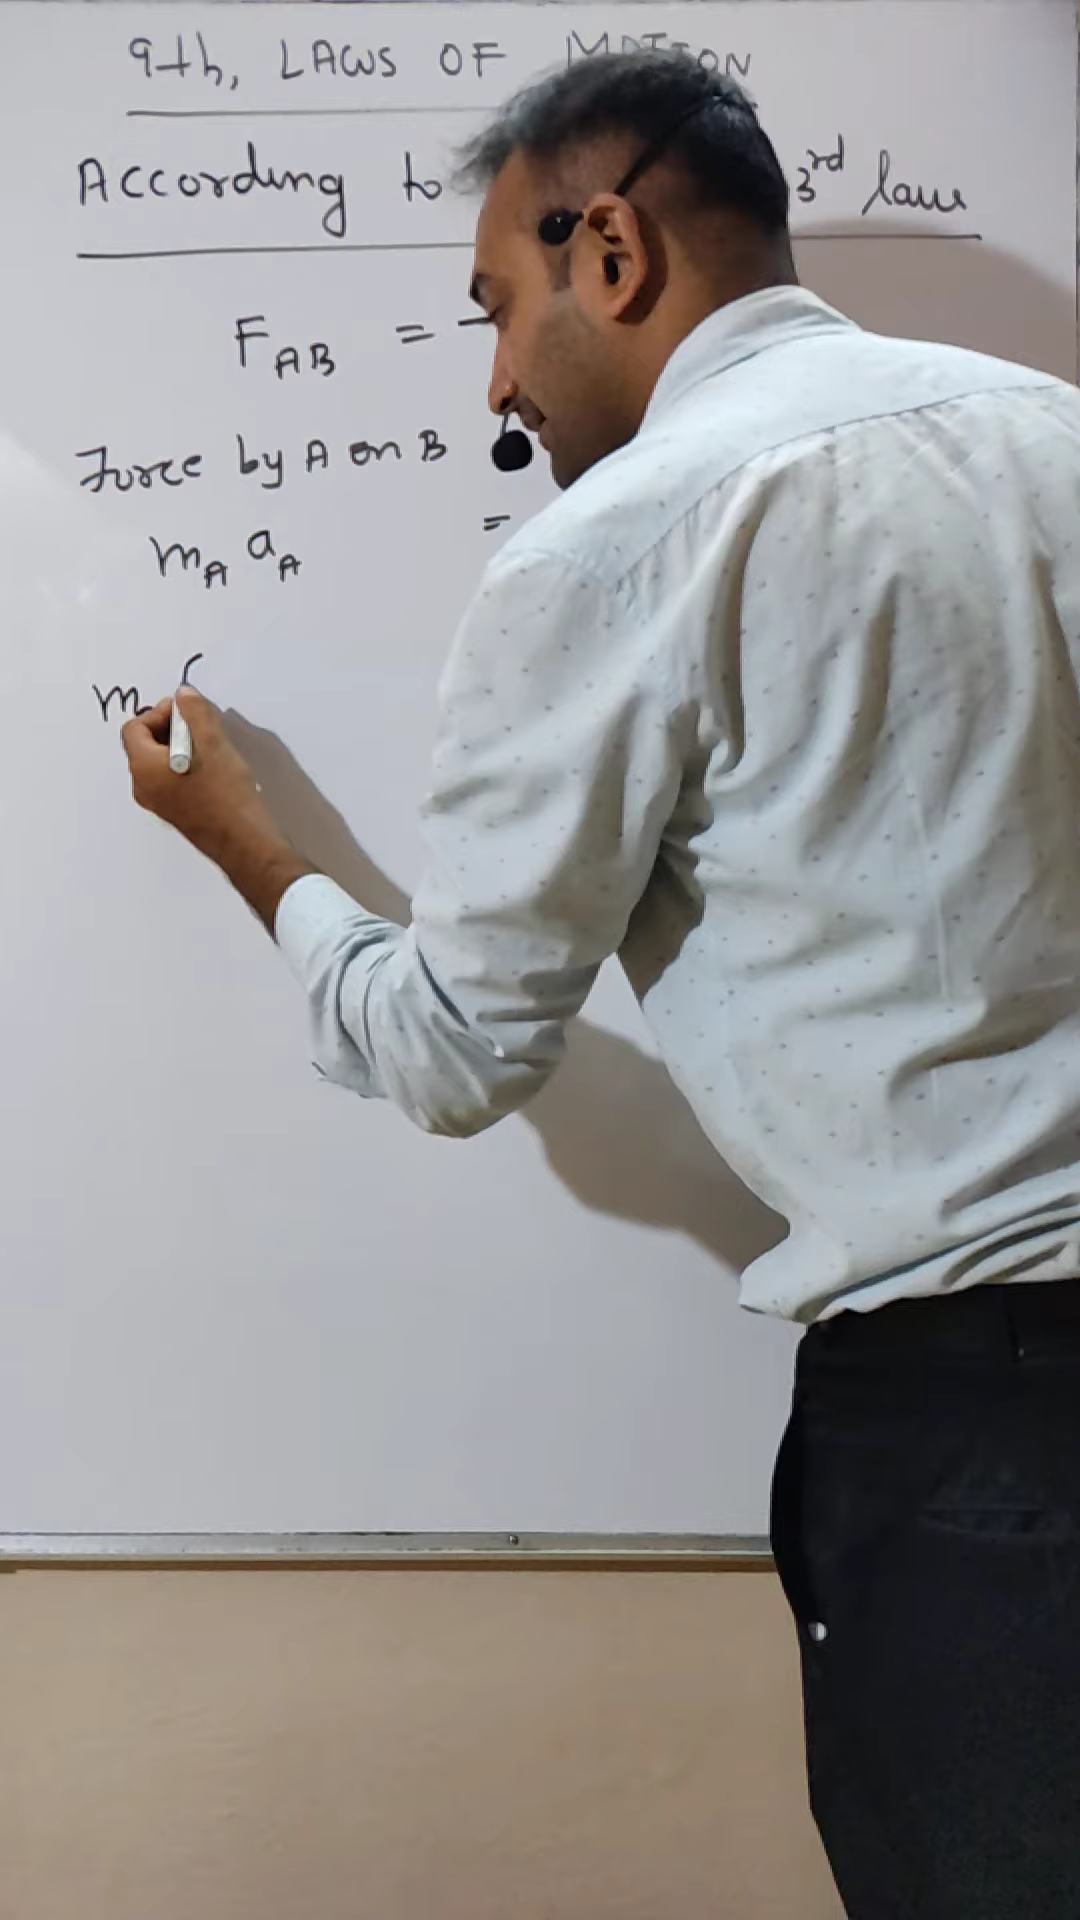 9th, LAWS OF MOTION
According to 3rd law
F_AB = -
Force by A on B
m_A a_A =
m (